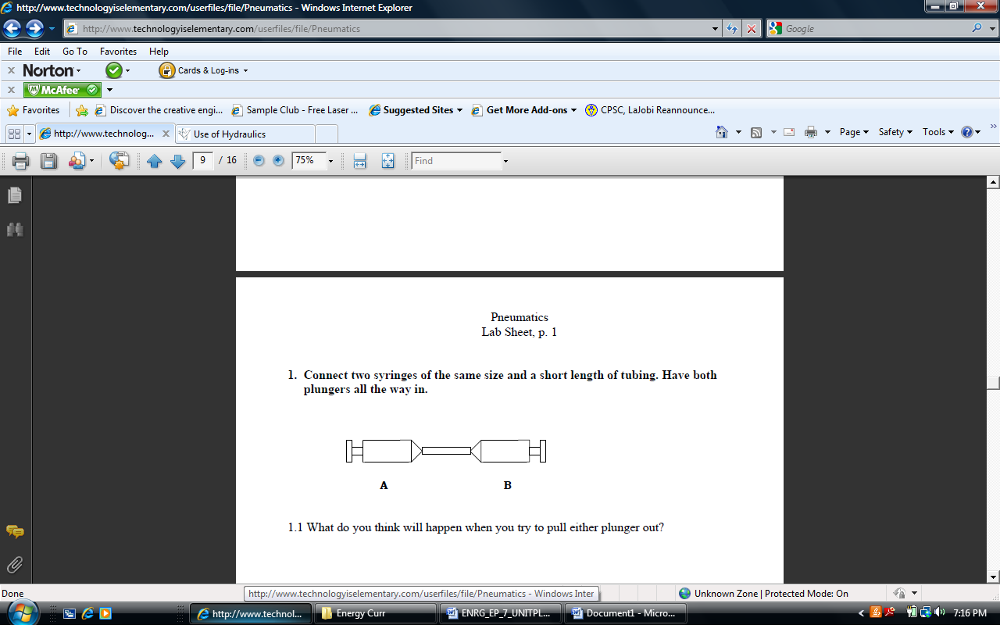 http://www.technologyiselementary.com/userfiles/file/Pneumatics - Windows Internet Explorer
http://www.technologyiselementary.com/userfiles/file/Pneumatics
Google
File Edit Go To Favorites Help
x Norton Cards & Log-ins
x McAfee
Favorites Discover the creative engi... Sample Club - Free Laser ... Suggested Sites Get More Add-ons CPSC, LaJobi Reannounce...
http://www.technolog... x Use of Hydraulics Page Safety Tools »
9 / 16 75% Find
Pneumatics
Lab Sheet, p. 1
1. Connect two syringes of the same size and a short length of tubing. Have both
plungers all the way in.
A B
1.1 What do you think will happen when you try to pull either plunger out?
Done http://www.technologyiselementary.com/userfiles/file/Pneumatics - Windows Inter Unknown Zone | Protected Mode: On
http://www.technol... Energy Curr ENRG_EP_7_UNITPL... Document1 - Micro... 7:16 PM